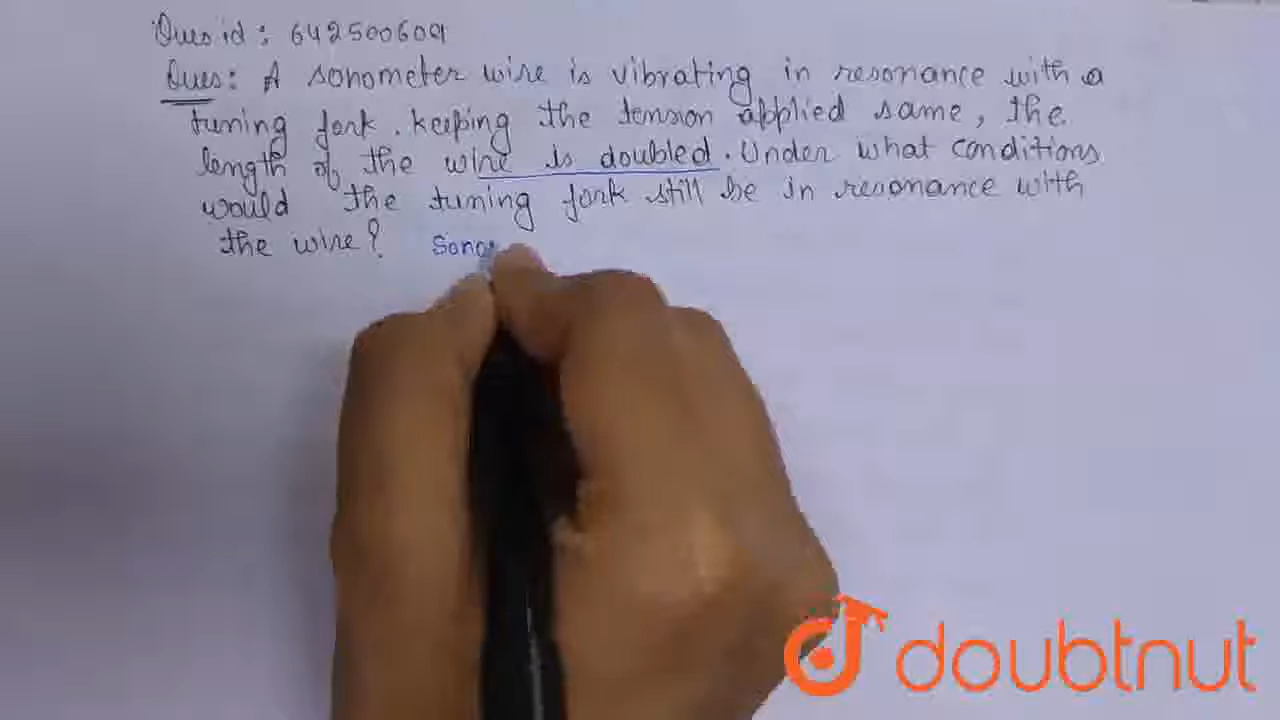 Ques id : 642500609
Ques : A sonometer wire is vibrating in resonance with a
tuning fork . keeping the tension applied same, the
length of the wire is doubled . Under what conditions
would the tuning fork still be in resonance with
the wire? Sono
doubtnut